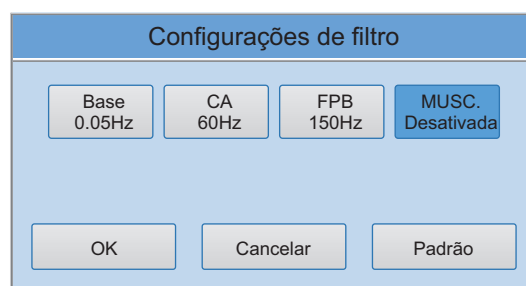 Configurações de filtro
Base
0.05Hz
CA
60Hz
FPB
150Hz
MUSC.
Desativada
OK
Cancelar
Padrão